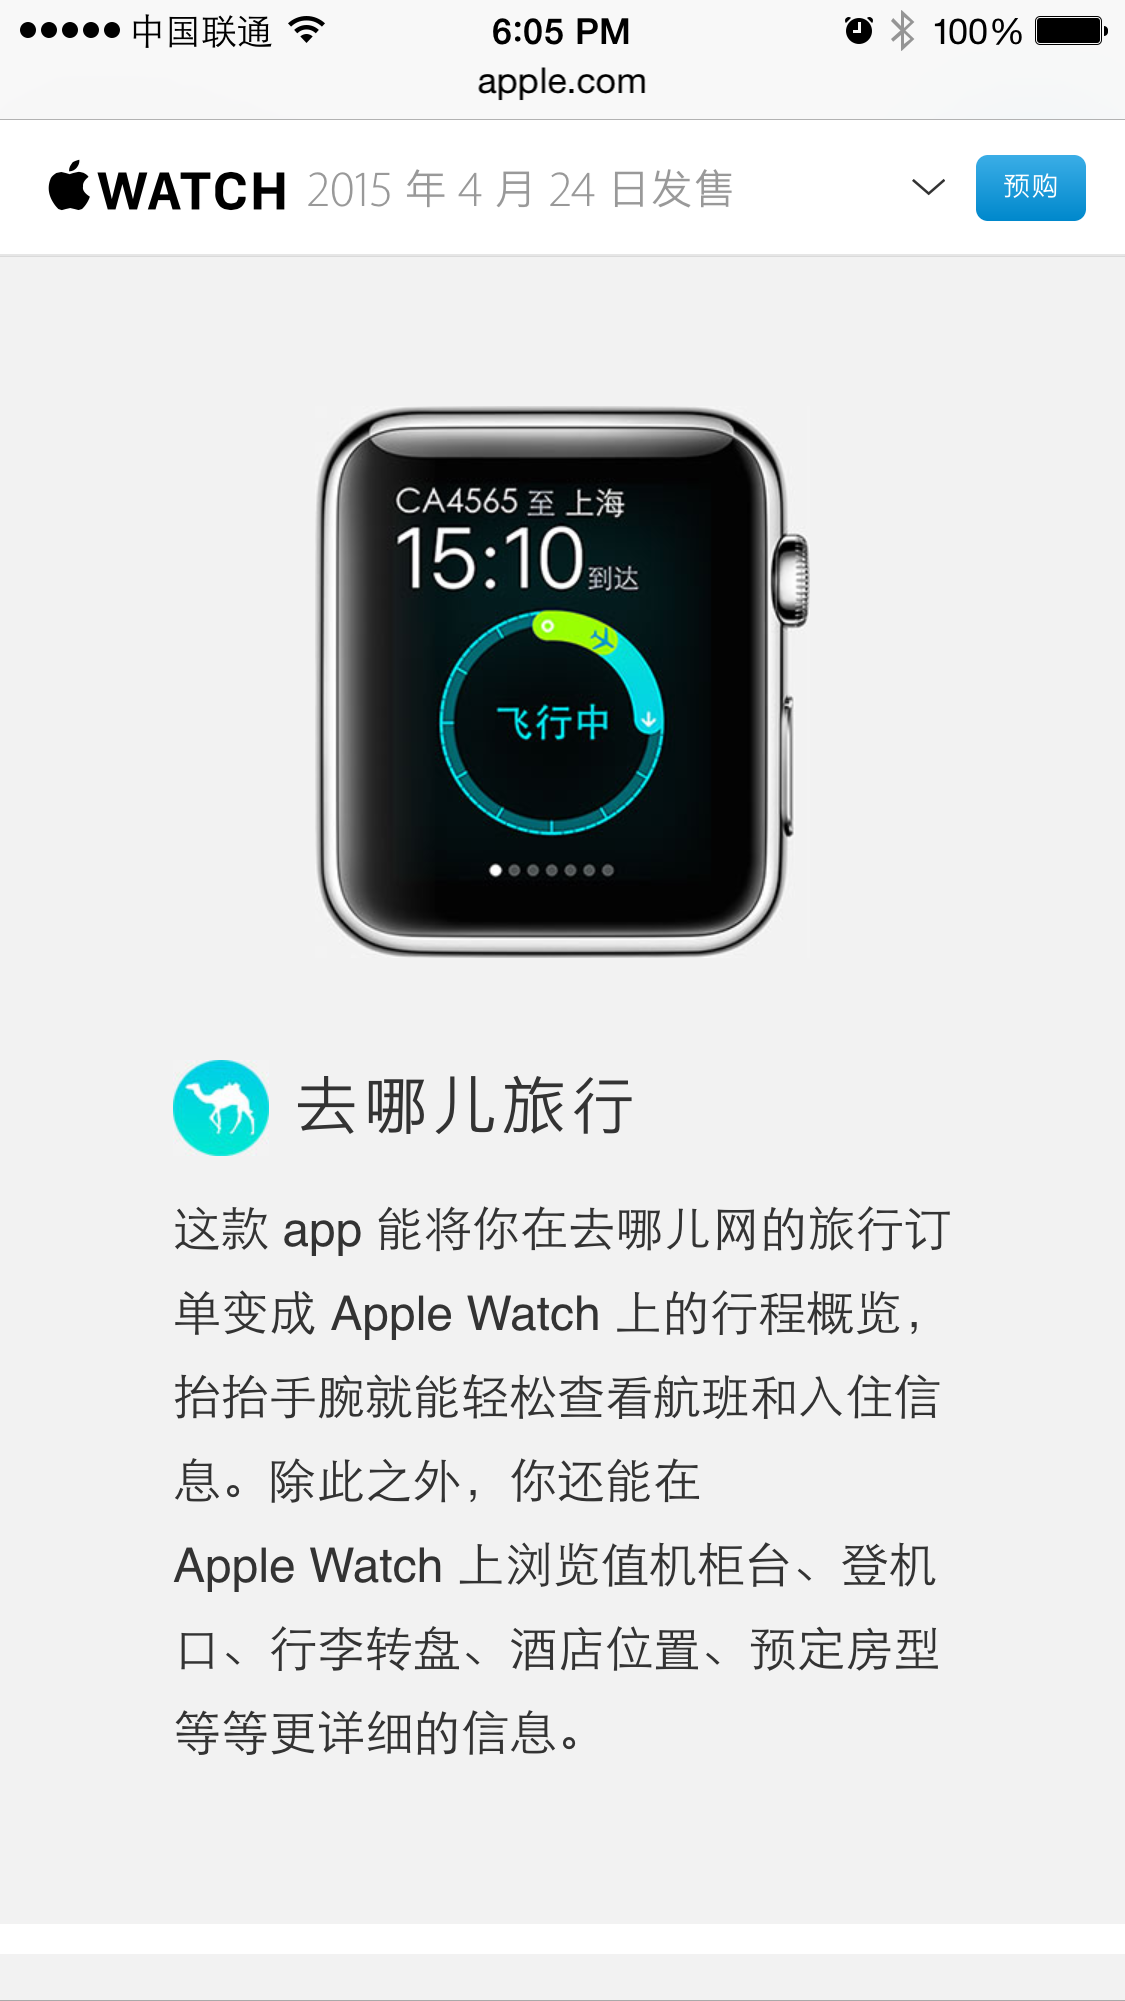 中国联通 6:05 PM 100%
apple.com
WATCH 2015 年 4 月 24 日发售 预购
CA4565 至 上海
15:10 到达
飞行中
去哪儿旅行
这款 app 能将你在去哪儿网的旅行订
单变成 Apple Watch 上的行程概览，
抬抬手腕就能轻松查看航班和入住信
息。除此之外，你还能在
Apple Watch 上浏览值机柜台、登机
口、行李转盘、酒店位置、预定房型
等等更详细的信息。